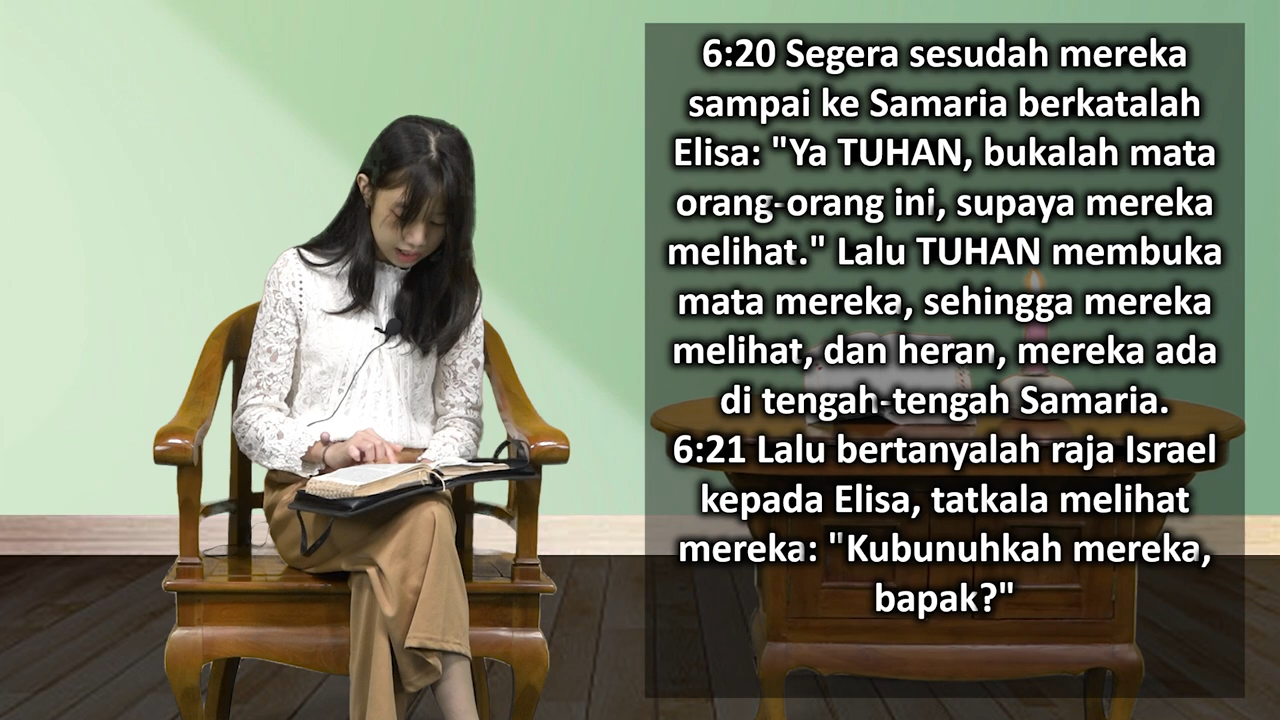 6:20 Segera sesudah mereka
sampai ke Samaria berkatalah
Elisa: "Ya TUHAN, bukalah mata
orang-orang ini, supaya mereka
melihat." Lalu TUHAN membuka
mata mereka, sehingga mereka
melihat, dan heran, mereka ada
di tengah-tengah Samaria.
6:21 Lalu bertanyalah raja Israel
kepada Elisa, tatkala melihat
mereka: "Kubunuhkah mereka,
bapak?"